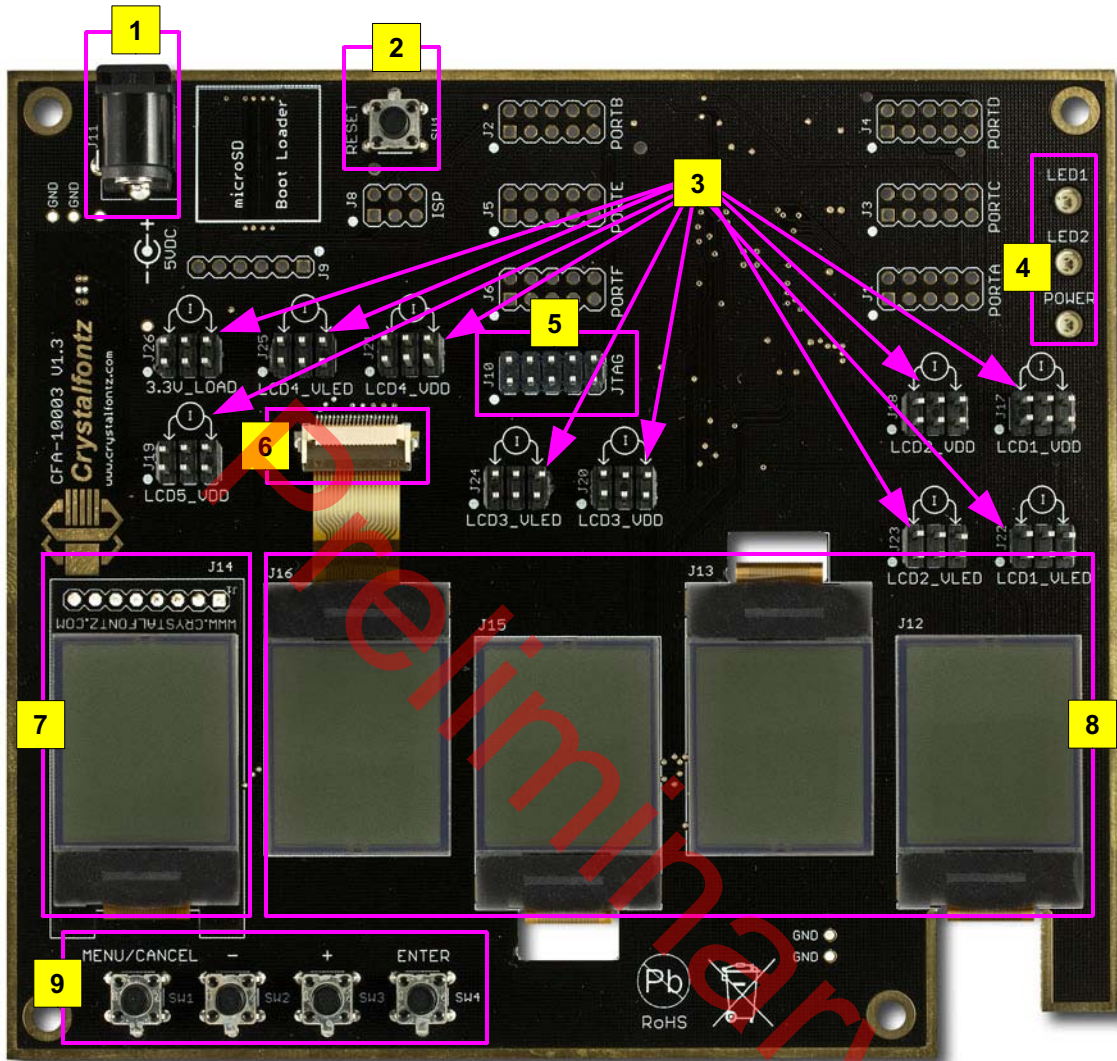 1
2
J11
GND
GND
5VDC
microSD
Boot Loader
RESET
SW1
J8
ISP
J9
J2
PORTB
J4
PORTD
J5
PORTE
J3
PORTC
J6
PORTF
PORTA
3
LED1
LED2
POWER
4
5
J10
JTAG
J26
3.3V_LOAD
J25
LCD4_VLED
LCD4_VDD
J19
LCD5_VDD
J18
LCD2_VDD
J17
LCD1_VDD
6
J24
LCD3_VLED
J20
LCD3_VDD
J23
LCD2_VLED
J22
LCD1_VLED
CFA-10003 V1.3
Crystalfontz
www.crystalfontz.com
J14
WWW.CRYSTALFONTZ.COM
J16
J15
J13
J12
7
8
9
MENU/CANCEL
-
+
ENTER
SW1
SW2
SW3
SW4
Pb
RoHS
GND
GND
Preliminary